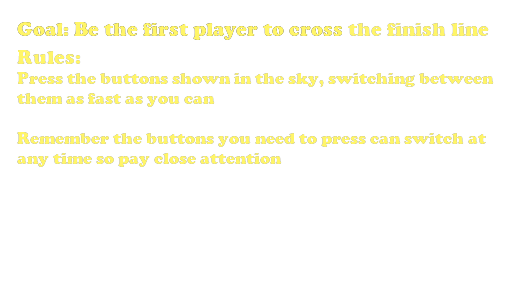 Goal: Be the first player to cross the finish line
Rules:
Press the buttons shown in the sky, switching between
them as fast as you can
Remember the buttons you need to press can switch at
any time so pay close attention